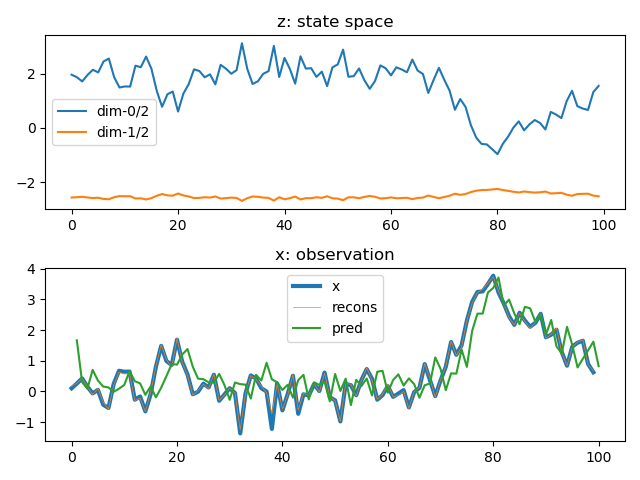 z: state space
2
0
−2
dim-0/2
dim-1/2
0 20 40 60 80 100
x: observation
4
3
2
1
0
−1
x
recons
pred
0 20 40 60 80 100